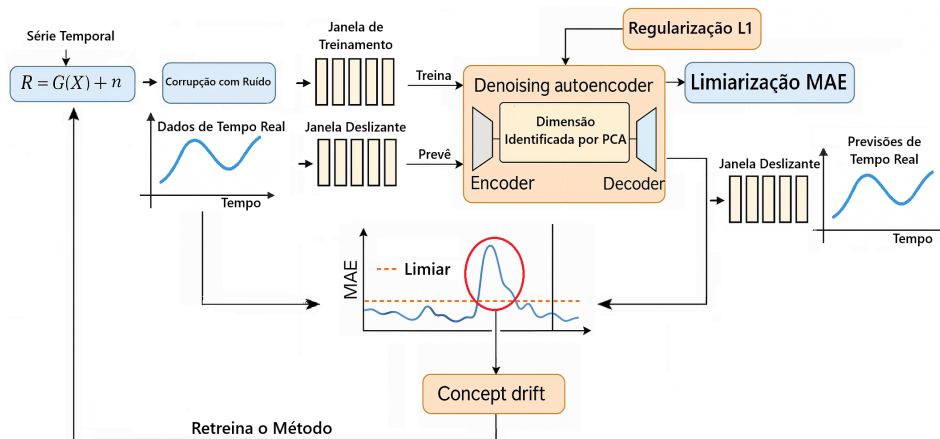 Série Temporal
R = G(X) + n
Corrupção com Ruído
Janela de
Treinamento
Treina
Regularização L1
Denoising autoencoder
Limiarização MAE
Dados de Tempo Real
Tempo
Janela Deslizante
Prevê
Dimensão
Identificada por PCA
Encoder
Decoder
Janela Deslizante
Previsões de
Tempo Real
Tempo
MAE
Limiar
Concept drift
Retreina o Método